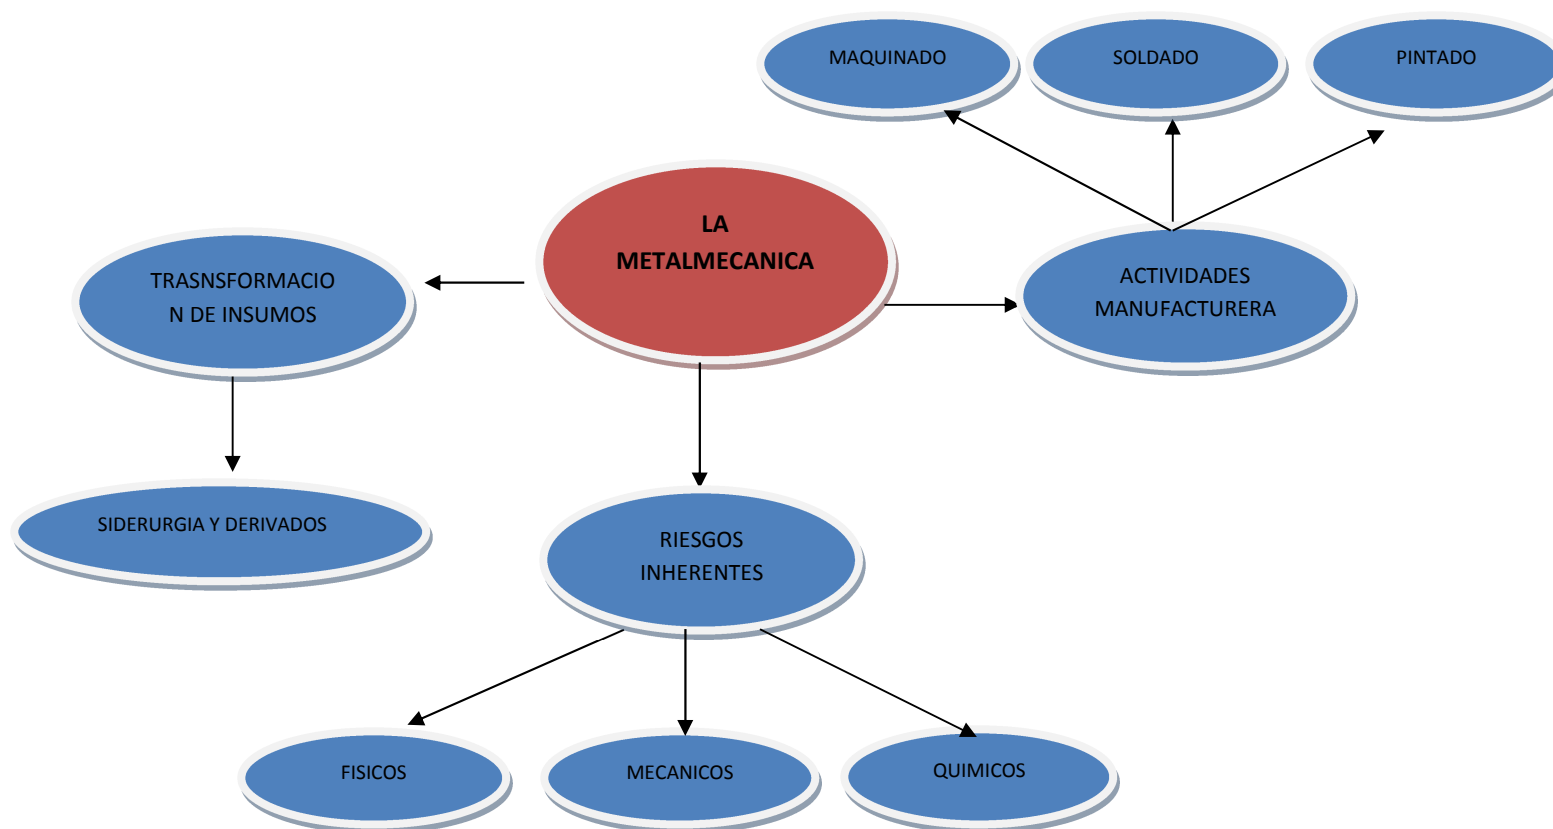 MAQUINADO
SOLDADO
PINTADO
LA
METALMECANICA
TRASNSFORMACIO
N DE INSUMOS
ACTIVIDADES
MANUFACTURERA
SIDERURGIA Y DERIVADOS
RIESGOS
INHERENTES
FISICOS
MECANICOS
QUIMICOS